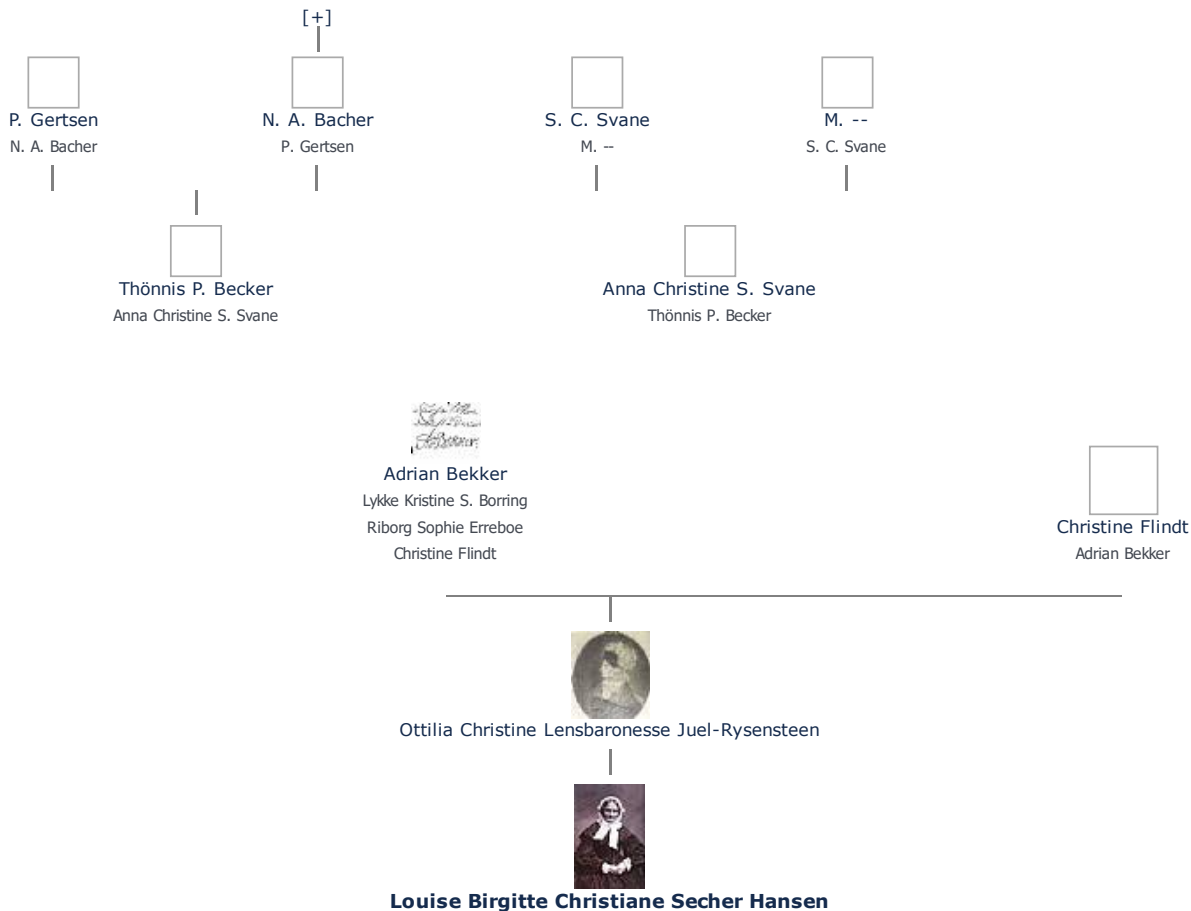 [+]
P. Gertsen
N. A. Bacher
S. C. Svane
M. --
N. A. Bacher
P. Gertsen
M. --
S. C. Svane
Thönnis P. Becker
Anna Christine S. Svane
Anna Christine S. Svane
Thönnis P. Becker
Adrian Bekker
Lykke Kristine S. Borring
Riborg Sophie Erreboe
Christine Flindt
Christine Flindt
Adrian Bekker
Ottilia Christine Lensbaronesse Juel-Rysensteen
Louise Birgitte Christiane Secher Hansen